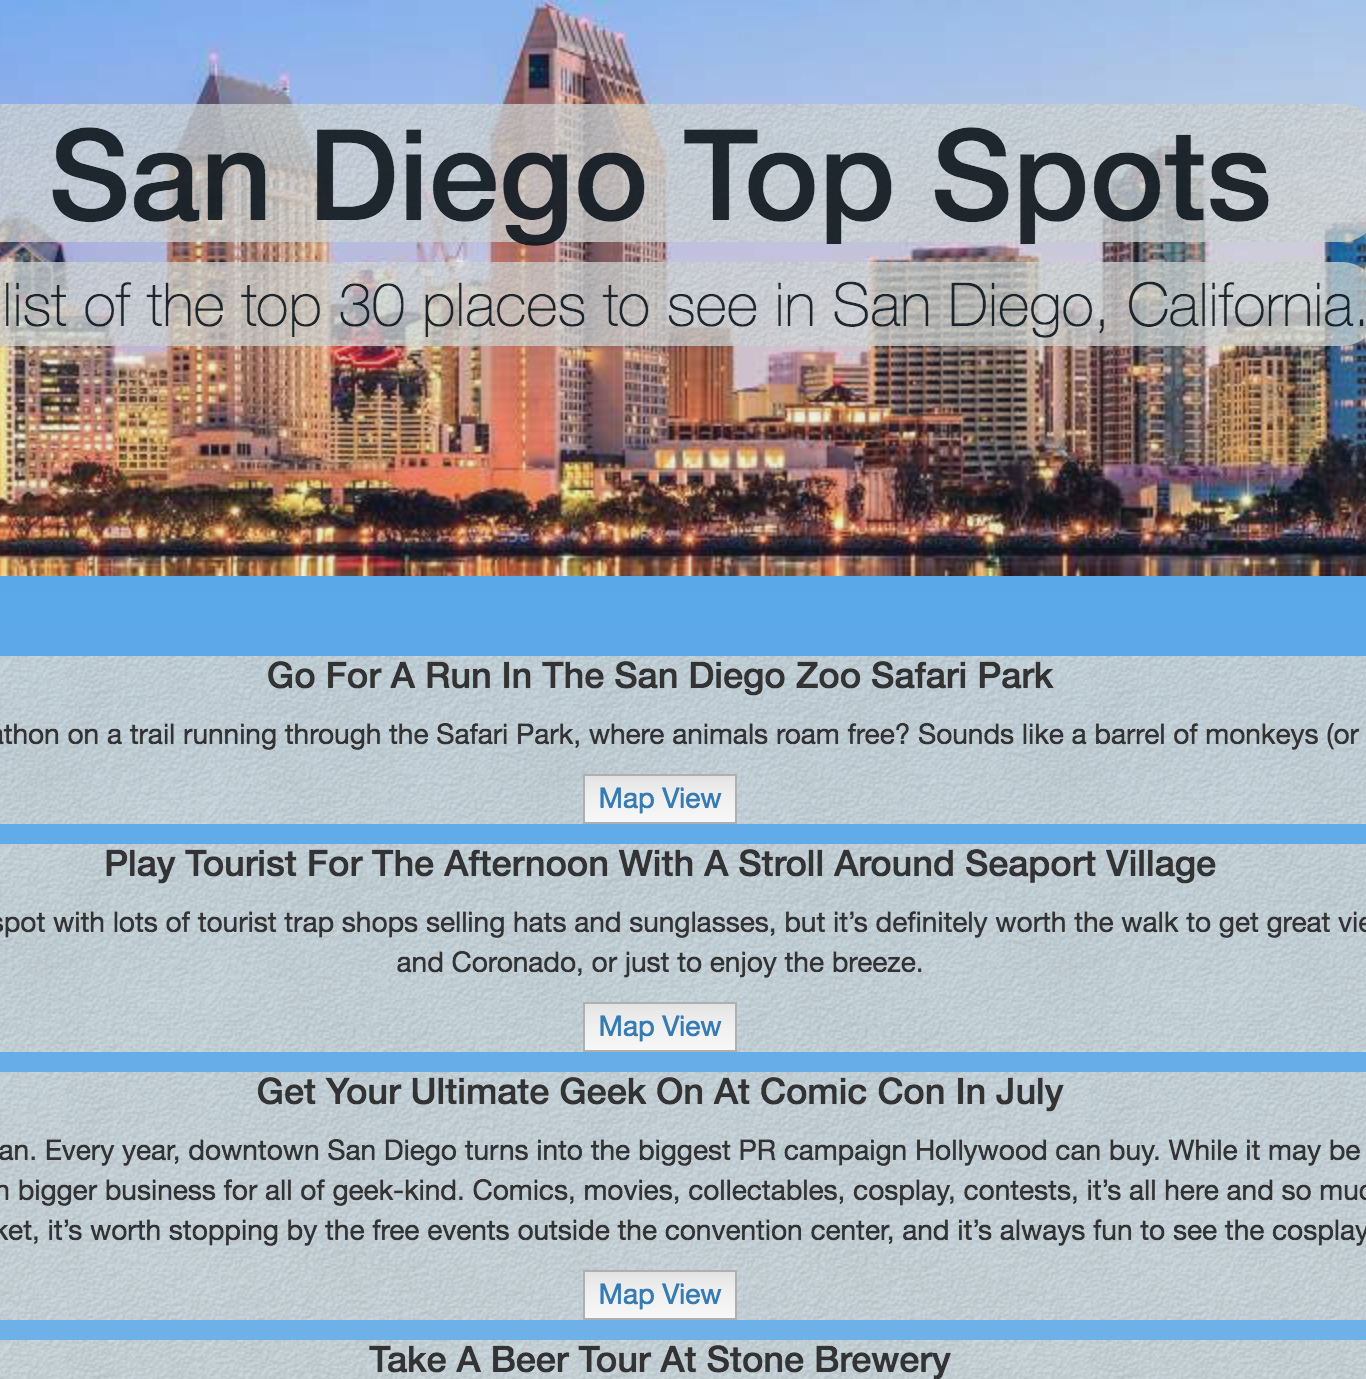 San Diego Top Spots
list of the top 30 places to see in San Diego, California.
Go For A Run In The San Diego Zoo Safari Park
on a trail running through the Safari Park, where animals roam free? Sounds like a barrel of monkeys (or
Map View
Play Tourist For The Afternoon With A Stroll Around Seaport Village
spot with lots of tourist trap shops selling hats and sunglasses, but it’s definitely worth the walk to get great
and Coronado, or just to enjoy the breeze.
Map View
Get Your Ultimate Geek On At Comic Con In July
an. Every year, downtown San Diego turns into the biggest PR campaign Hollywood can buy. While it may be
bigger business for all of geek-kind. Comics, movies, collectables, cosplay, contests, it’s all here and so
ket, it’s worth stopping by the free events outside the convention center, and it’s always fun to see the cosplay
Map View
Take A Beer Tour At Stone Brewery